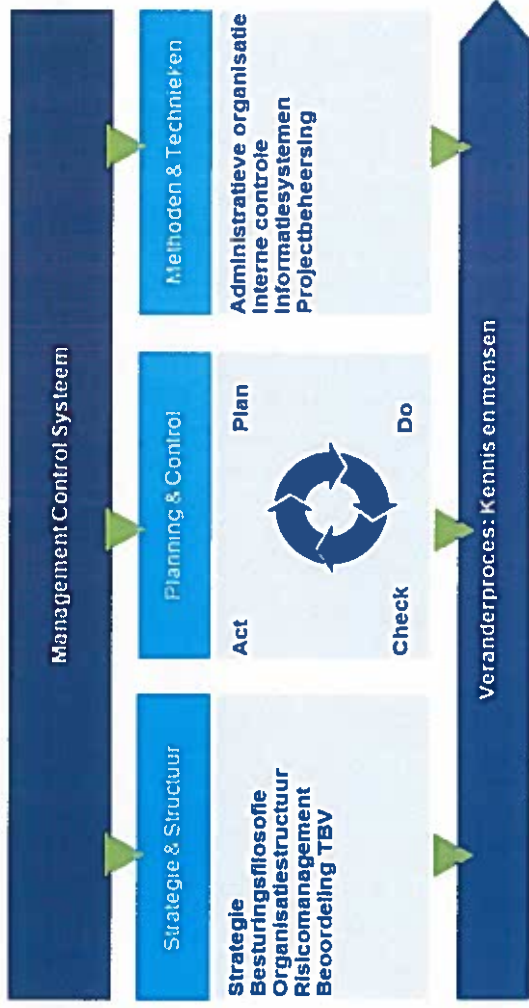 Management Control Systeem
Strategie & Structuur
Strategie
Besturingsfilosofie
Organisatiestructuur
Risicomanagement
Beoordeling TBV
Planning & Control
Act
Plan
Check
Do
Methoden & Technieken
Administratieve organisatie
Interne controle
Informatiesystemen
Projectbeheersing
Veranderproces: Kennis en mensen